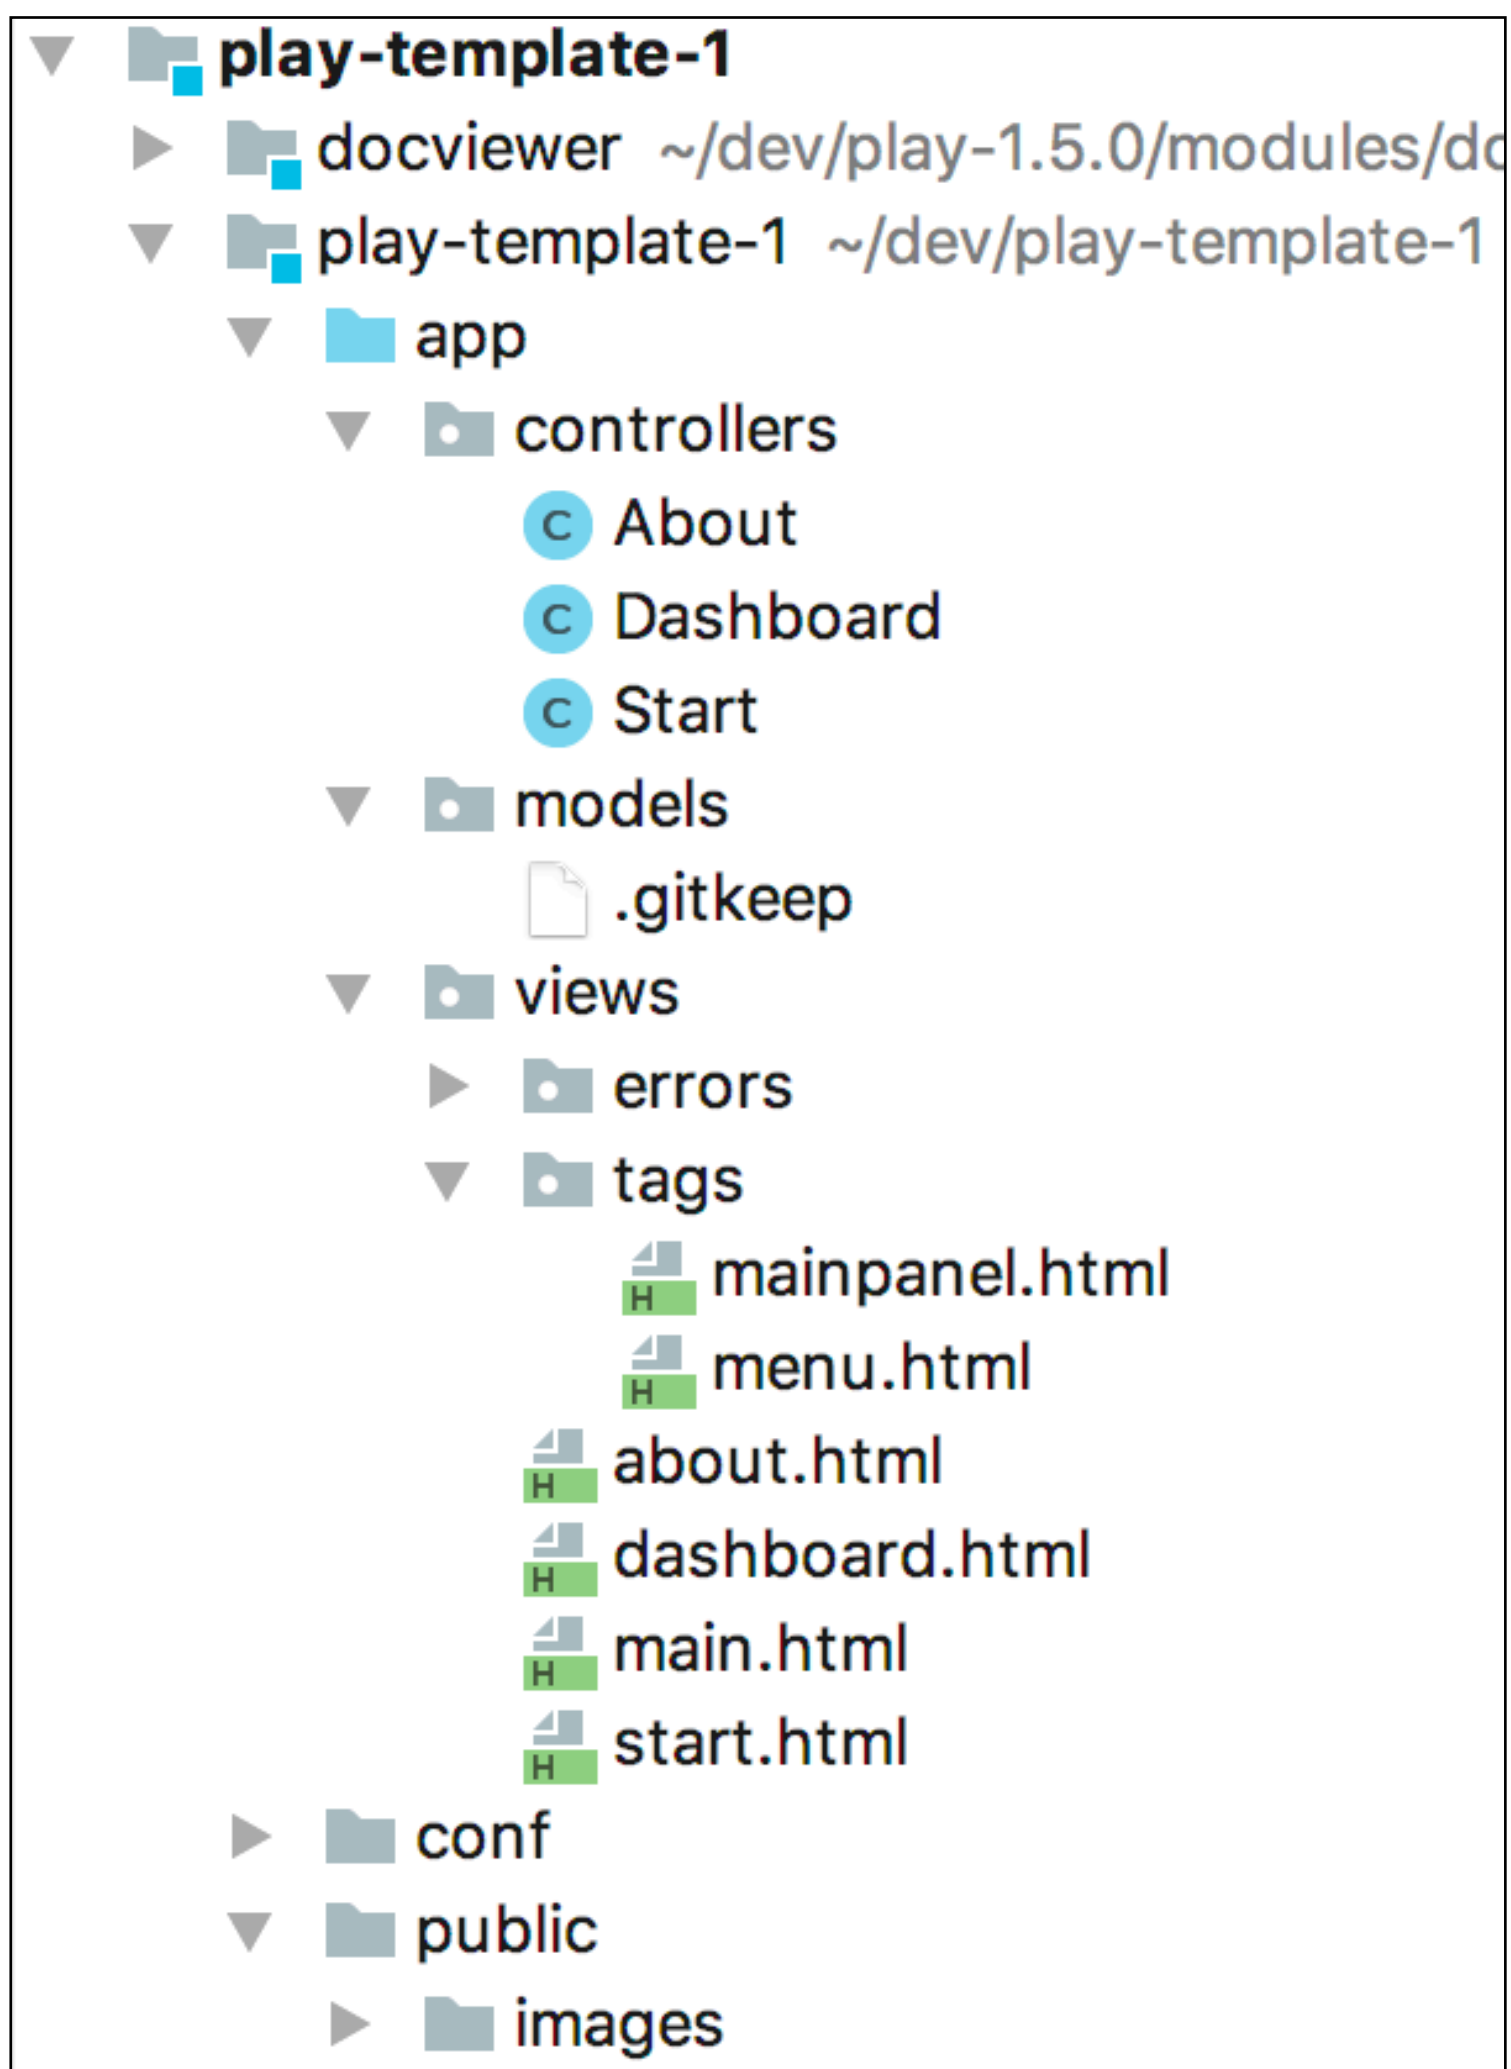 play-template-1
docviewer ~/dev/play-1.5.0/modules/do
play-template-1 ~/dev/play-template-1
app
controllers
C About
C Dashboard
C Start
models
.gitkeep
views
errors
tags
H mainpanel.html
H menu.html
H about.html
H dashboard.html
H main.html
H start.html
conf
public
images